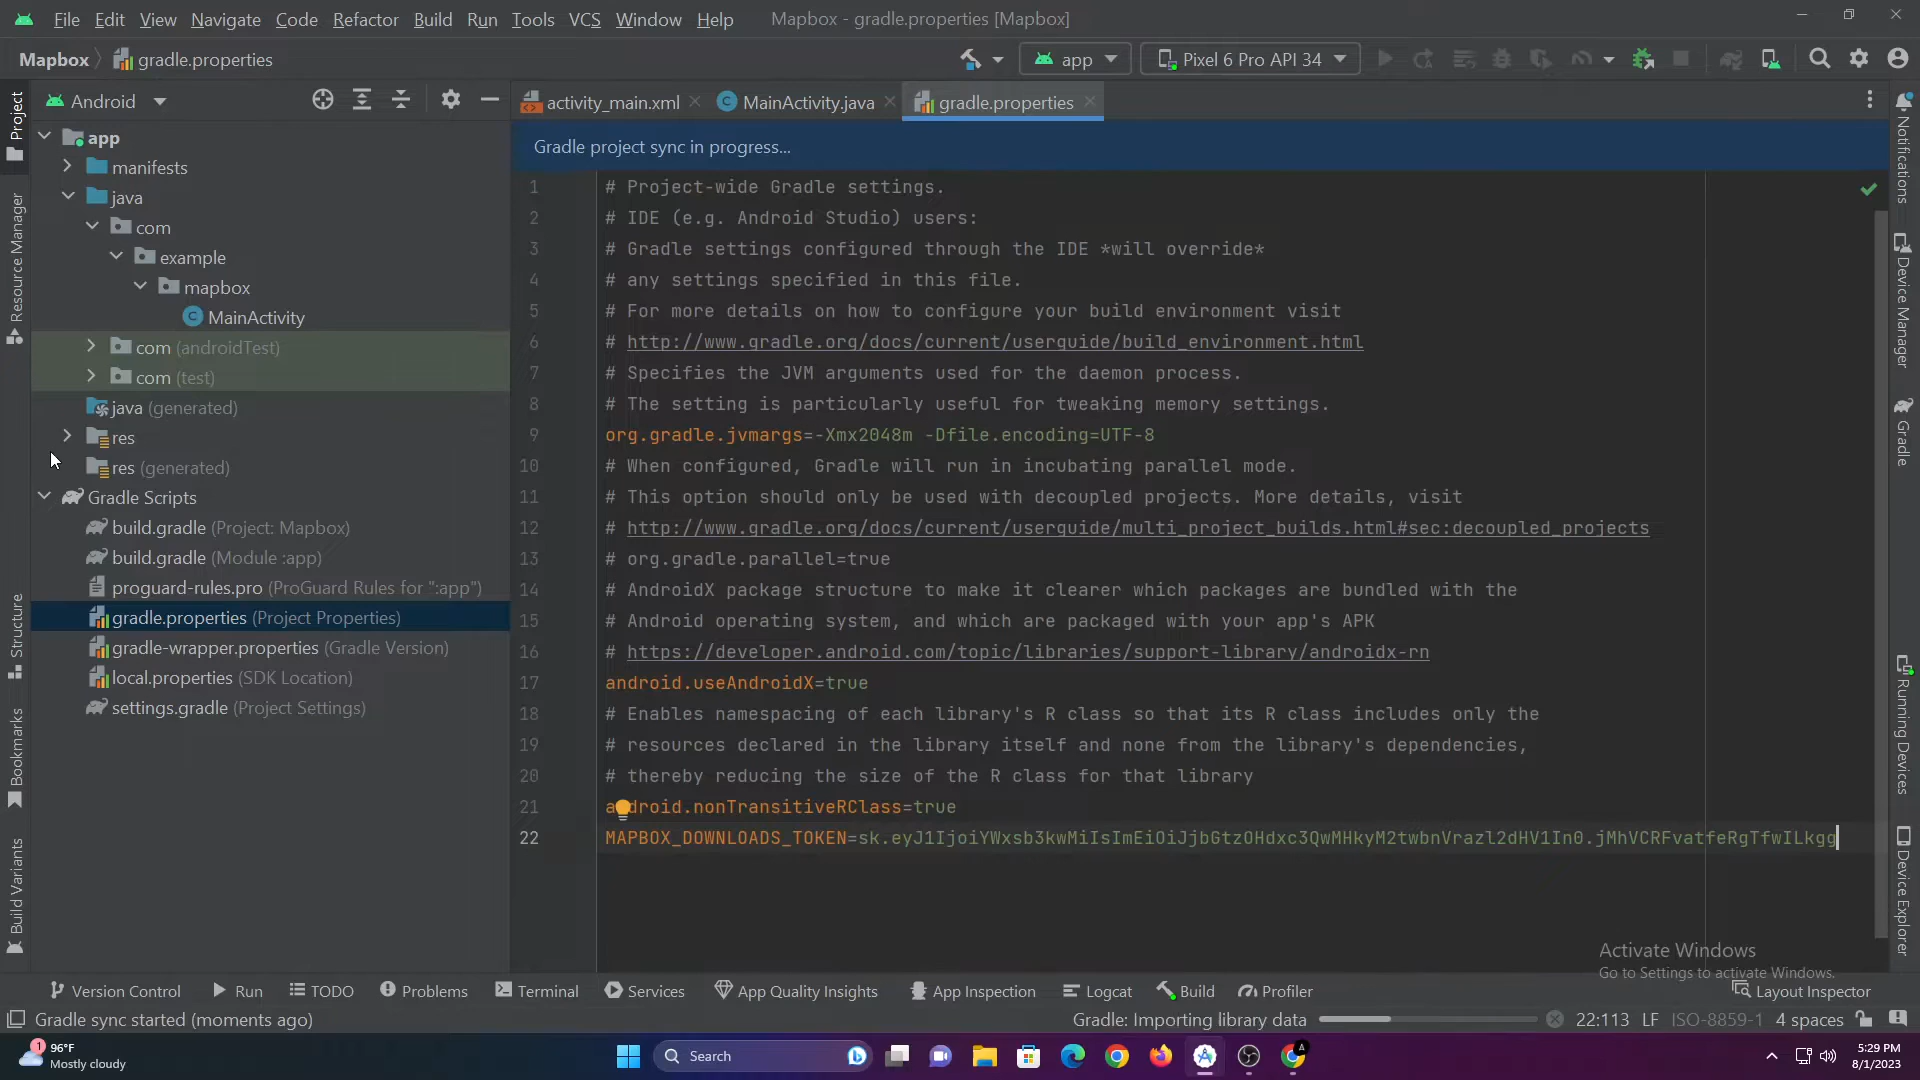 File Edit View Navigate Code Refactor Build Run Tools VCS Window Help Mapbox - gradle.properties [Mapbox]
Mapbox gradle.properties app Pixel 6 Pro API 34
Project
Resource Manager
Structure
Bookmarks
Build Variants
Android
app
manifests
java
com
example
mapbox
MainActivity
com (androidTest)
com (test)
java (generated)
res
res (generated)
Gradle Scripts
build.gradle (Project: Mapbox)
build.gradle (Module :app)
proguard-rules.pro (ProGuard Rules for ":app")
gradle.properties (Project Properties)
gradle-wrapper.properties (Gradle Version)
local.properties (SDK Location)
settings.gradle (Project Settings)
activity_main.xml MainActivity.java gradle.properties
Gradle project sync in progress...
1 # Project-wide Gradle settings.
2 # IDE (e.g. Android Studio) users:
3 # Gradle settings configured through the IDE *will override*
4 # any settings specified in this file.
5 # For more details on how to configure your build environment visit
6 # http://www.gradle.org/docs/current/userguide/build_environment.html
7 # Specifies the JVM arguments used for the daemon process.
8 # The setting is particularly useful for tweaking memory settings.
9 org.gradle.jvmargs=-Xmx2048m -Dfile.encoding=UTF-8
10 # When configured, Gradle will run in incubating parallel mode.
11 # This option should only be used with decoupled projects. More details, visit
12 # http://www.gradle.org/docs/current/userguide/multi_project_builds.html#sec:decoupled_projects
13 # org.gradle.parallel=true
14 # AndroidX package structure to make it clearer which packages are bundled with the
15 # Android operating system, and which are packaged with your app's APK
16 # https://developer.android.com/topic/libraries/support-library/androidx-rn
17 android.useAndroidX=true
18 # Enables namespacing of each library's R class so that its R class includes only the
19 # resources declared in the library itself and none from the library's dependencies,
20 # thereby reducing the size of the R class for that library
21 android.nonTransitiveRClass=true
22 MAPBOX_DOWNLOADS_TOKEN=sk.eyJ1IjoiYWxsb3kwMiIsImEiOiJjbGtzOHdxc3QwMHkyM2twbnVrazl2dHV1In0.jMhVCRFvatfeRgTfwILkgg
Notifications
Device Manager
Gradle
Running Devices
Device Explorer
Activate Windows
Go to Settings to activate Windows.
Version Control Run TODO Problems Terminal Services App Quality Insights App Inspection Logcat Build Profiler Layout Inspector
Gradle sync started (moments ago) Gradle: Importing library data 22:113 LF ISO-8859-1 4 spaces
1 96°F
Mostly cloudy
Search
A
5:29 PM
8/1/2023